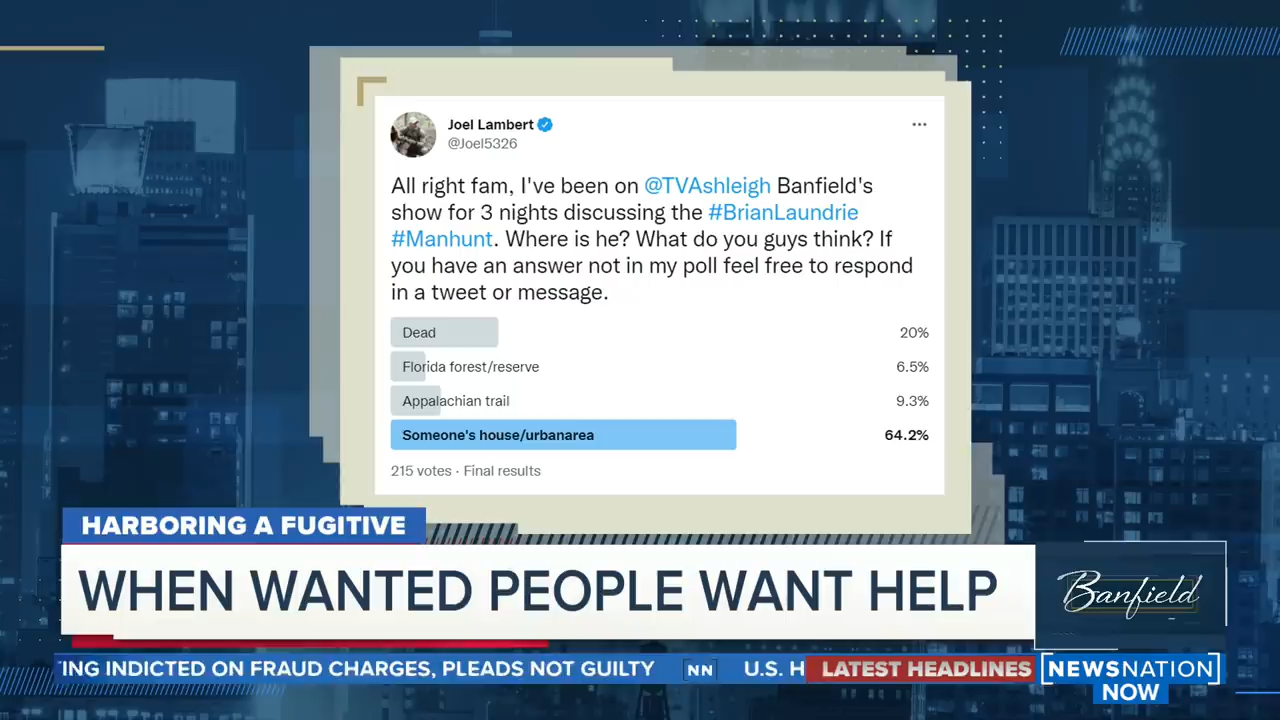 Joel Lambert
@Joel5326
All right fam, I've been on @TVAshleigh Banfield's
show for 3 nights discussing the #BrianLaundrie
#Manhunt. Where is he? What do you guys think? If
you have an answer not in my poll feel free to respond
in a tweet or message.
Dead 20%
Florida forest/reserve 6.5%
Appalachian trail 9.3%
Someone's house/urbanarea 64.2%
215 votes · Final results
HARBORING A FUGITIVE
WHEN WANTED PEOPLE WANT HELP
Banfield
'ING INDICTED ON FRAUD CHARGES, PLEADS NOT GUILTY NN U.S. H
LATEST HEADLINES
NEWSNATION
NOW